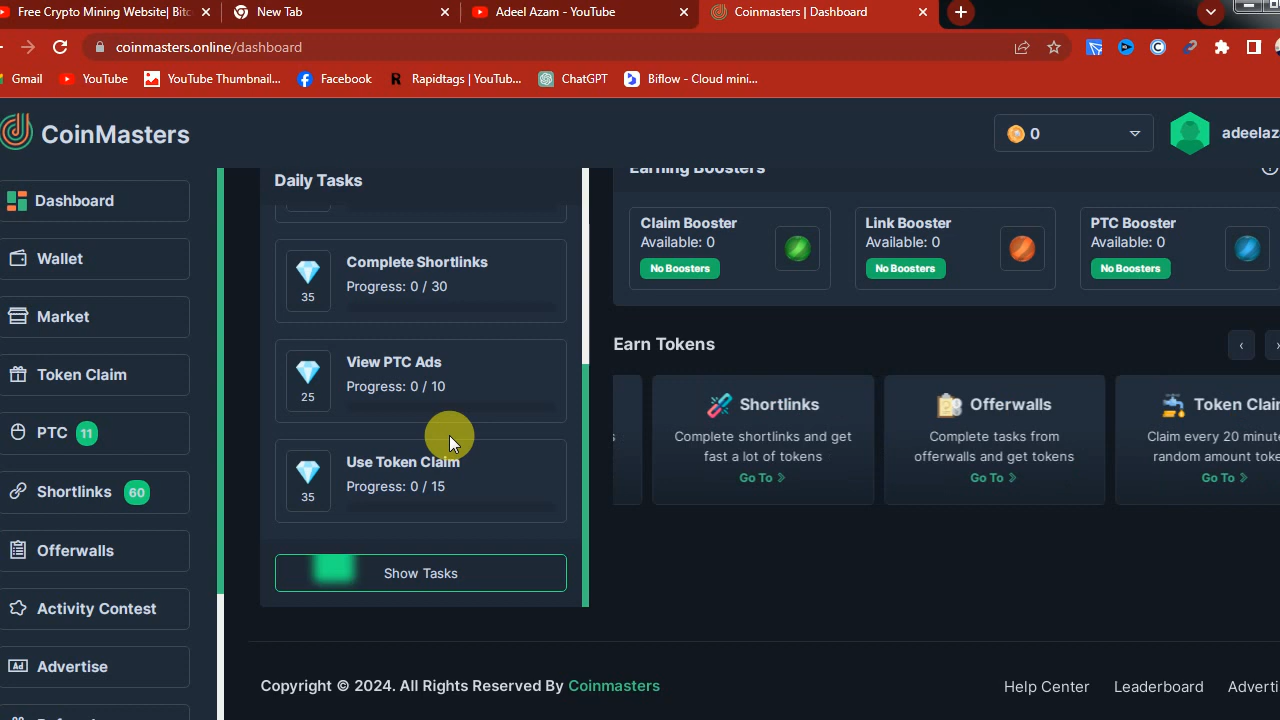 Free Crypto Mining Website| Bitc
New Tab
Adeel Azam - YouTube
Coinmasters | Dashboard
coinmasters.online/dashboard
Gmail
YouTube
YouTube Thumbnail...
Facebook
Rapidtags | YouTub...
ChatGPT
Biflow - Cloud mini...
CoinMasters
0
adeelaz
Dashboard
Wallet
Market
Token Claim
PTC 11
Shortlinks 60
Offerwalls
Activity Contest
Ad Advertise
Daily Tasks
35
Complete Shortlinks
Progress: 0 / 30
25
View PTC Ads
Progress: 0 / 10
35
Use Token Claim
Progress: 0 / 15
Show Tasks
Earning Boosters
Claim Booster
Available: 0
No Boosters
Link Booster
Available: 0
No Boosters
PTC Booster
Available: 0
No Boosters
Earn Tokens
Shortlinks
Complete shortlinks and get
fast a lot of tokens
Go To
Offerwalls
Complete tasks from
offerwalls and get tokens
Go To
Token Clai
Claim every 20 minut
random amount toke
Go To
Copyright © 2024. All Rights Reserved By Coinmasters
Help Center
Leaderboard
Adverti